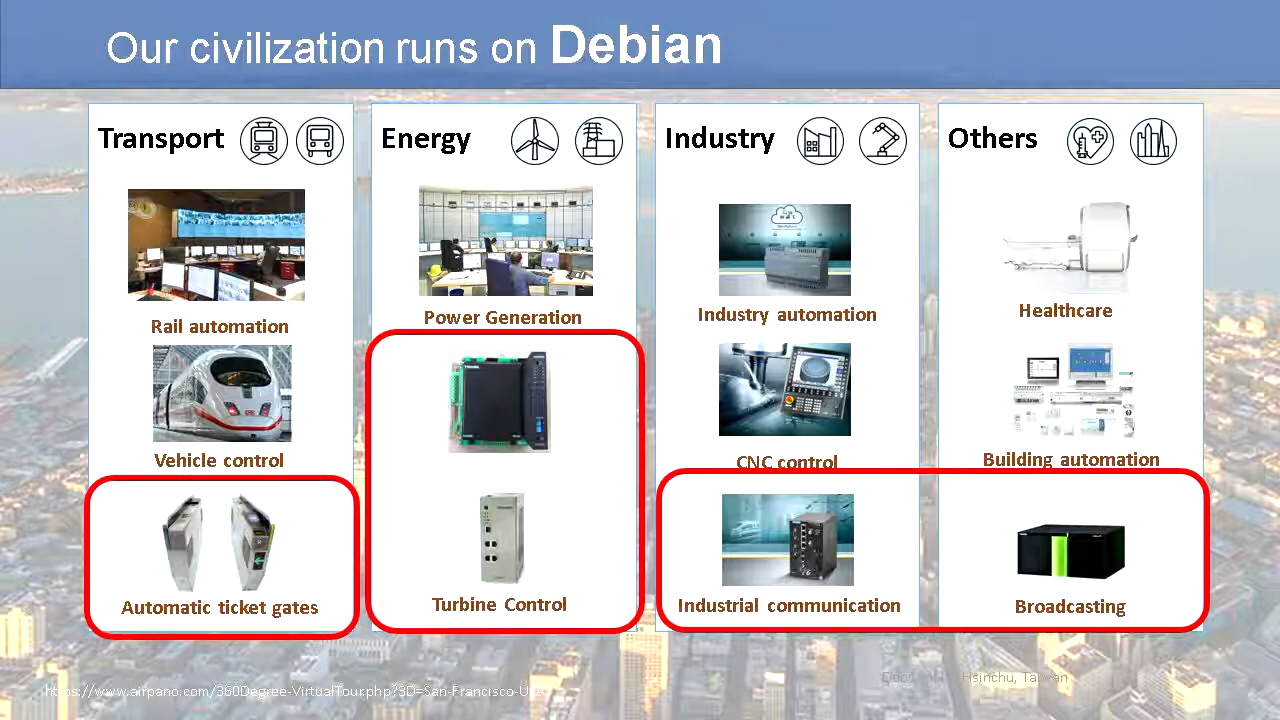 Our civilization runs on Debian
Transport
Rail automation
Vehicle control
Automatic ticket gates
Energy
Power Generation
TOSHIBA
Turbine Control
Industry
Industry automation
CNC control
Industrial communication
Others
Healthcare
Building automation
Broadcasting
https://www.airpano.com/360Degree-VirtualTour.php?3D=San-Francisco-USA
Hsinchu, Taiwan